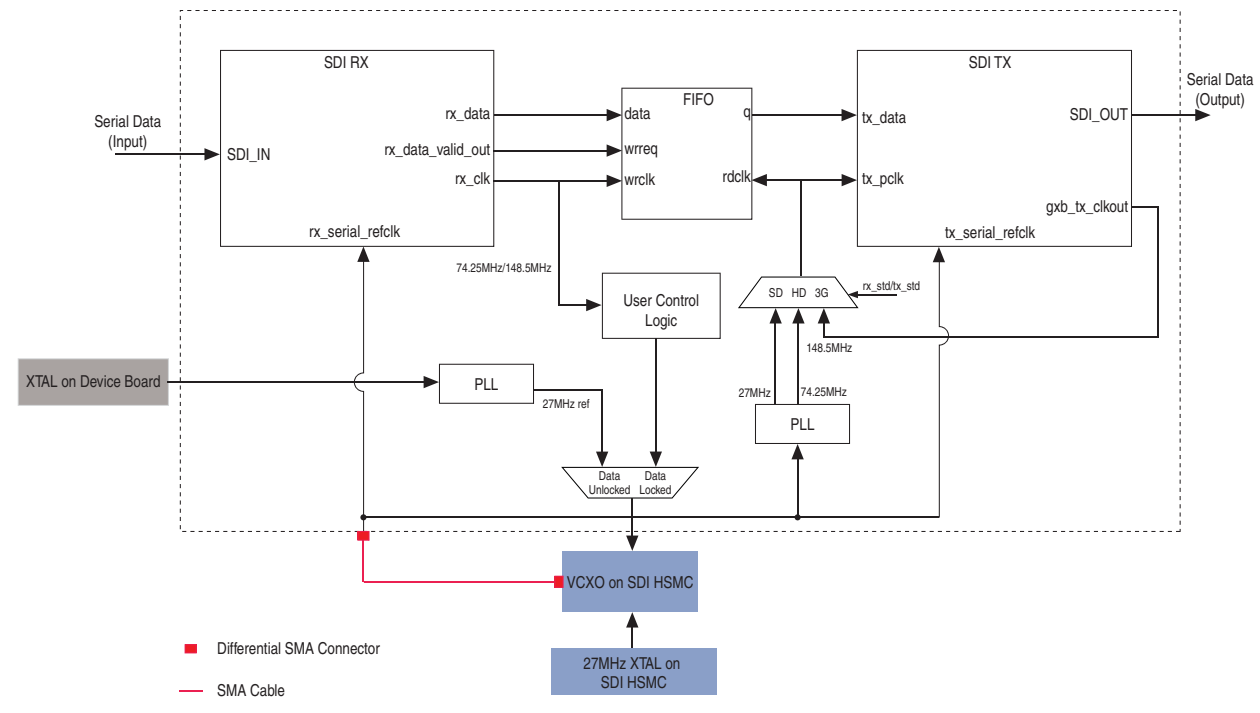 SDI RX
SDI TX
Serial Data
(Input)
SDI_IN
rx_data
rx_data_valid_out
rx_clk
rx_serial_refclk
FIFO
data
q
wrreq
wrclk
rdclk
tx_data
SDI_OUT
tx_pclk
gxb_tx_clkout
tx_serial_refclk
Serial Data
(Output)
74.25MHz/148.5MHz
User Control
Logic
SD HD 3G
rx_std/tx_std
148.5MHz
XTAL on Device Board
PLL
27MHz ref
27MHz
74.25MHz
PLL
Data
Unlocked
Data
Locked
VCXO on SDI HSMC
27MHz XTAL on
SDI HSMC
Differential SMA Connector
SMA Cable